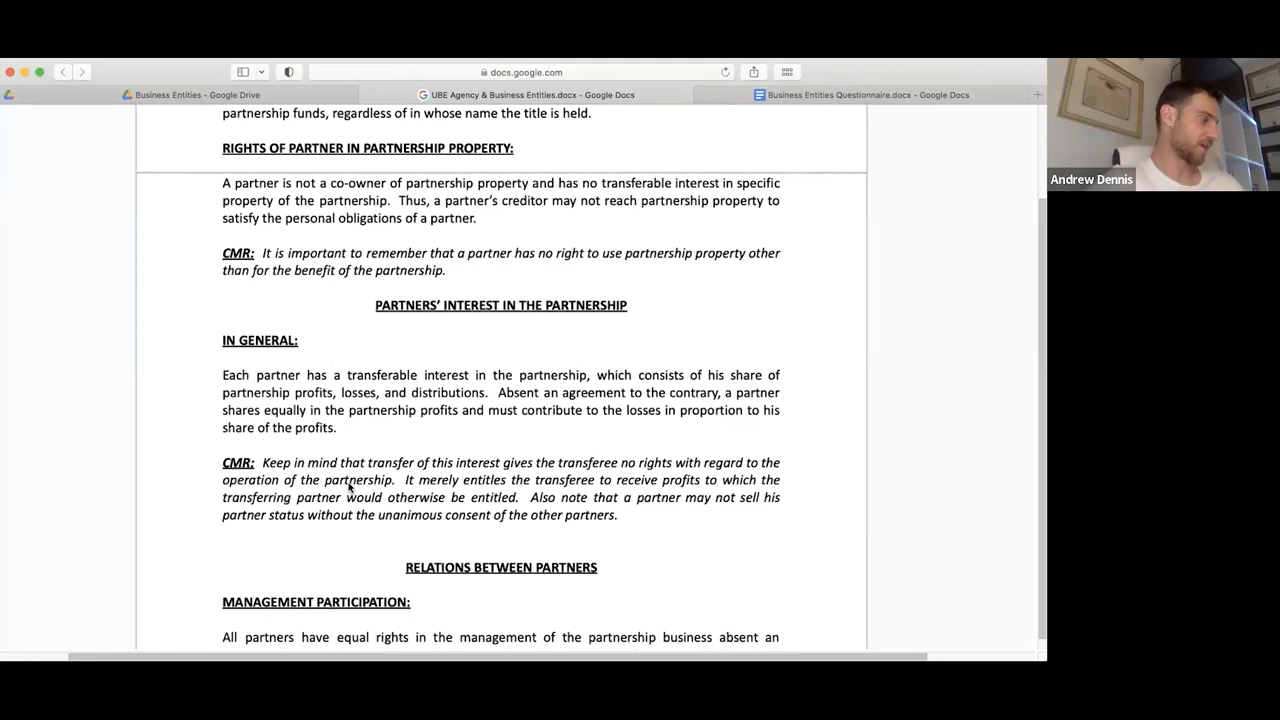 docs.google.com
Business Entities - Google Drive
UBE Agency & Business Entities.docx - Google Docs
Business Entities Questionnaire.docx - Google Docs
partnership funds, regardless of in whose name the title is held.
RIGHTS OF PARTNER IN PARTNERSHIP PROPERTY:
A partner is not a co-owner of partnership property and has no transferable interest in specific
property of the partnership. Thus, a partner's creditor may not reach partnership property to
satisfy the personal obligations of a partner.
CMR: It is important to remember that a partner has no right to use partnership property other
than for the benefit of the partnership.
PARTNERS' INTEREST IN THE PARTNERSHIP
IN GENERAL:
Each partner has a transferable interest in the partnership, which consists of his share of
partnership profits, losses, and distributions. Absent an agreement to the contrary, a partner
shares equally in the partnership profits and must contribute to the losses in proportion to his
share of the profits.
CMR: Keep in mind that transfer of this interest gives the transferee no rights with regard to the
operation of the partnership. It merely entitles the transferee to receive profits to which the
transferring partner would otherwise be entitled. Also note that a partner may not sell his
partner status without the unanimous consent of the other partners.
RELATIONS BETWEEN PARTNERS
MANAGEMENT PARTICIPATION:
All partners have equal rights in the management of the partnership business absent an
Andrew Dennis